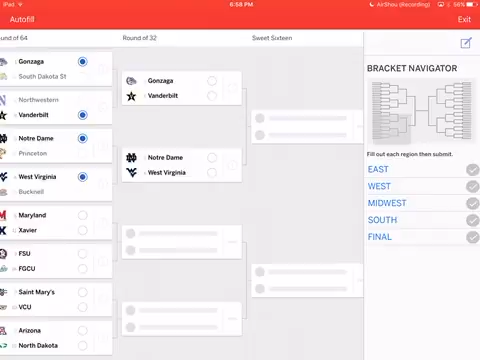 iPad
6:58 PM
AirShou (Recording)
56%
Autofill
Exit
und of 64
Round of 32
Sweet Sixteen
Gonzaga
South Dakota St
Northwestern
Vanderbilt
Notre Dame
Princeton
West Virginia
Bucknell
Maryland
Xavier
FSU
FGCU
Saint Mary's
VCU
Arizona
North Dakota
Gonzaga
Vanderbilt
Notre Dame
West Virginia
BRACKET NAVIGATOR
Fill out each region then submit.
EAST
WEST
MIDWEST
SOUTH
FINAL